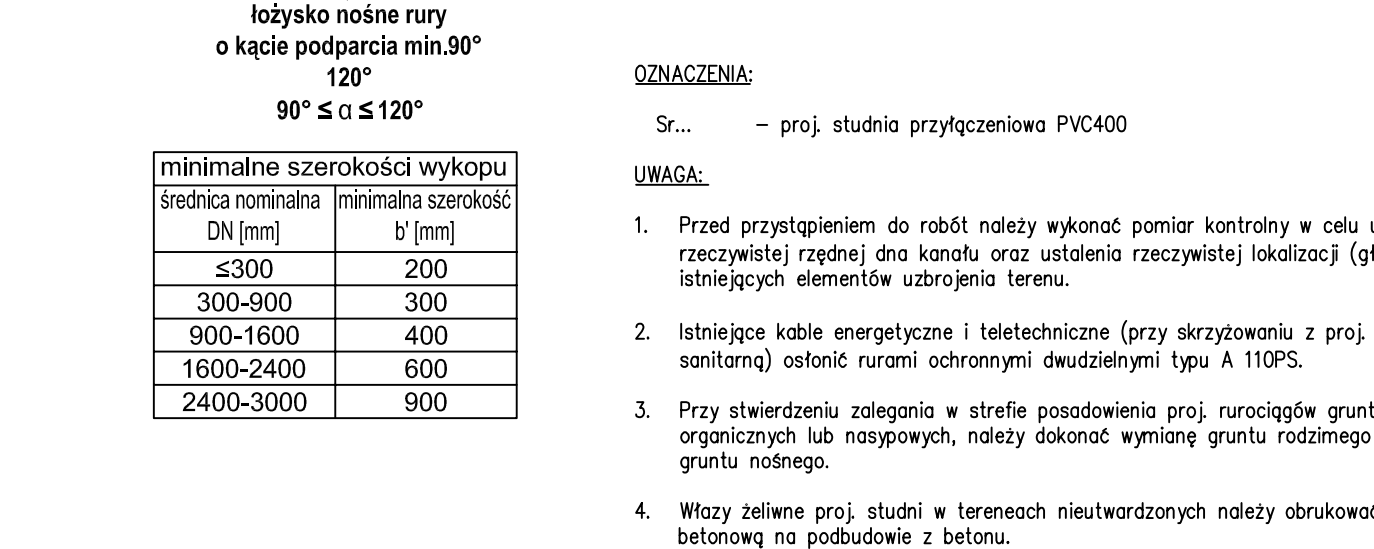 łożysko nośne rury
o kącie podparcia min.90°
120°
90° ≤ α ≤ 120°
minimalne szerokości wykopu
średnica nominalna DN [mm] minimalna szerokość b' [mm]
≤300 200
300-900 300
900-1600 400
1600-2400 600
2400-3000 900
OZNACZENIA:
Sr... – proj. studnia przyłączeniowa PVC400
UWAGA:
1. Przed przystąpieniem do robót należy wykonać pomiar kontrolny w celu
rzeczywistej rzędnej dna kanału oraz ustalenia rzeczywistej lokalizacji
istniejących elementów uzbrojenia terenu.
2. Istniejące kable energetyczne i teletechniczne (przy skrzyżowaniu z proj.
sanitarną) osłonić rurami ochronnymi dwudzielnymi typu A 110PS.
3. Przy stwierdzeniu zalegania w strefie posadowienia proj. rurociągów grunt
organicznych lub nasypowych, należy dokonać wymianę gruntu rodzimego
gruntu nośnego.
4. Włazy żeliwne proj. studni w tereneach nieutwardzonych należy obrukować
betonową na podbudowie z betonu.